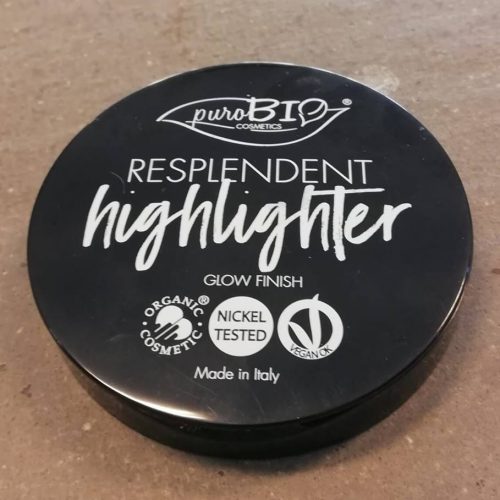 puroBIO®
COSMETICS
RESPLENDENT
highlighter
GLOW FINISH
ORGANIC®
COSMETIC
NICKEL
TESTED
VEGAN OK
Made in Italy